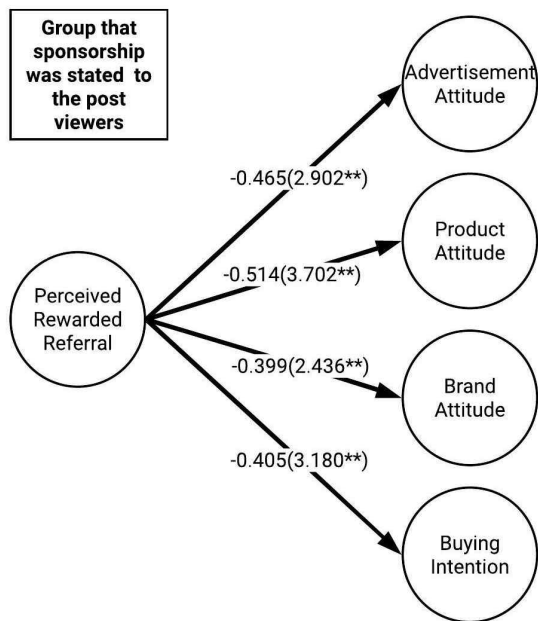 Group that
sponsorship
was stated to
the post
viewers
Advertisement
Attitude
-0.465(2.902**)
Product
Attitude
-0.514(3.702**)
Perceived
Rewarded
Referral
-0.399(2.436**)
Brand
Attitude
-0.405(3.180**)
Buying
Intention